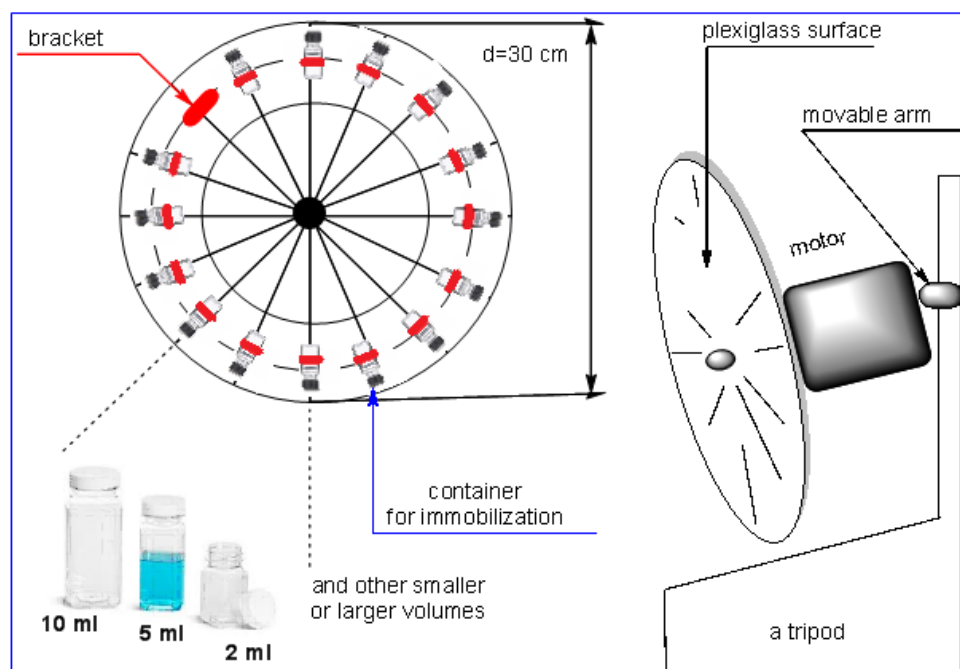 bracket
d=30 cm
plexiglass surface
movable arm
motor
container
for immobilization
and other smaller
or larger volumes
10 ml
5 ml
2 ml
a tripod